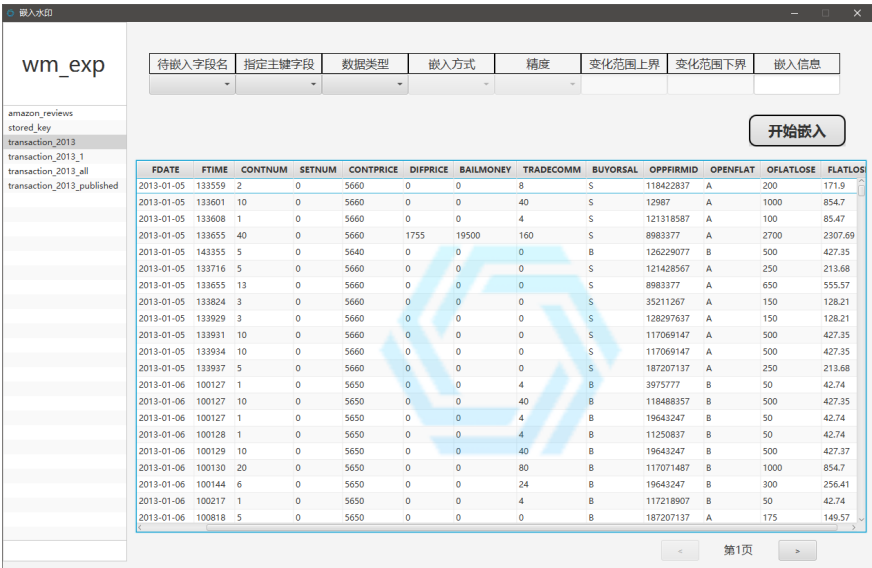 嵌入水印
wm_exp
amazon_reviews
stored_key
transaction_2013
transaction_2013_1
transaction_2013_all
transaction_2013_published
待嵌入字段名 指定主键字段 数据类型 嵌入方式 精度 变化范围上界 变化范围下界 嵌入信息
开始嵌入
FDATE FTIME CONTNUM SETNUM CONTPRICE DIFPRICE BAILMONEY TRADECOMM BUYORSAL OPPFIRMID OPENFLAT OFLATLOSE FLATLOS
2013-01-05 133559 2 0 5660 0 0 8 S 118422837 A 200 171.9
2013-01-05 133601 10 0 5660 0 0 40 S 12987 A 1000 854.7
2013-01-05 133608 1 0 5660 0 0 4 S 121318587 A 100 85.47
2013-01-05 133655 40 0 5660 1755 19500 160 S 8983377 A 2700 2307.69
2013-01-05 143355 5 0 5640 0 0 0 B 126229077 B 500 427.35
2013-01-05 133716 5 0 5660 0 0 0 S 121428567 A 250 213.68
2013-01-05 133655 13 0 5660 0 0 0 S 8983377 A 650 555.57
2013-01-05 133824 3 0 5660 0 0 0 S 35211267 A 150 128.21
2013-01-05 133929 3 0 5660 0 0 0 S 128297637 A 150 128.21
2013-01-05 133931 10 0 5660 0 0 0 S 117069147 A 500 427.35
2013-01-05 133934 10 0 5660 0 0 0 S 117069147 A 500 427.35
2013-01-05 133937 5 0 5660 0 0 0 S 187207137 A 250 213.68
2013-01-06 100127 1 0 5650 0 0 4 B 3975777 B 50 42.74
2013-01-06 100127 10 0 5650 0 0 40 B 118488357 B 500 427.35
2013-01-06 100127 1 0 5650 0 0 4 B 19643247 B 50 42.74
2013-01-06 100128 1 0 5650 0 0 4 B 11250837 B 50 42.74
2013-01-06 100129 10 0 5650 0 0 40 B 19643247 B 500 427.37
2013-01-06 100130 20 0 5650 0 0 80 B 117071487 B 1000 854.7
2013-01-06 100144 6 0 5650 0 0 24 B 19643247 B 300 256.41
2013-01-06 100217 1 0 5650 0 0 4 B 117218907 B 50 42.74
2013-01-06 100818 5 0 5650 0 0 0 B 187207137 A 175 149.57
< 第1页 >